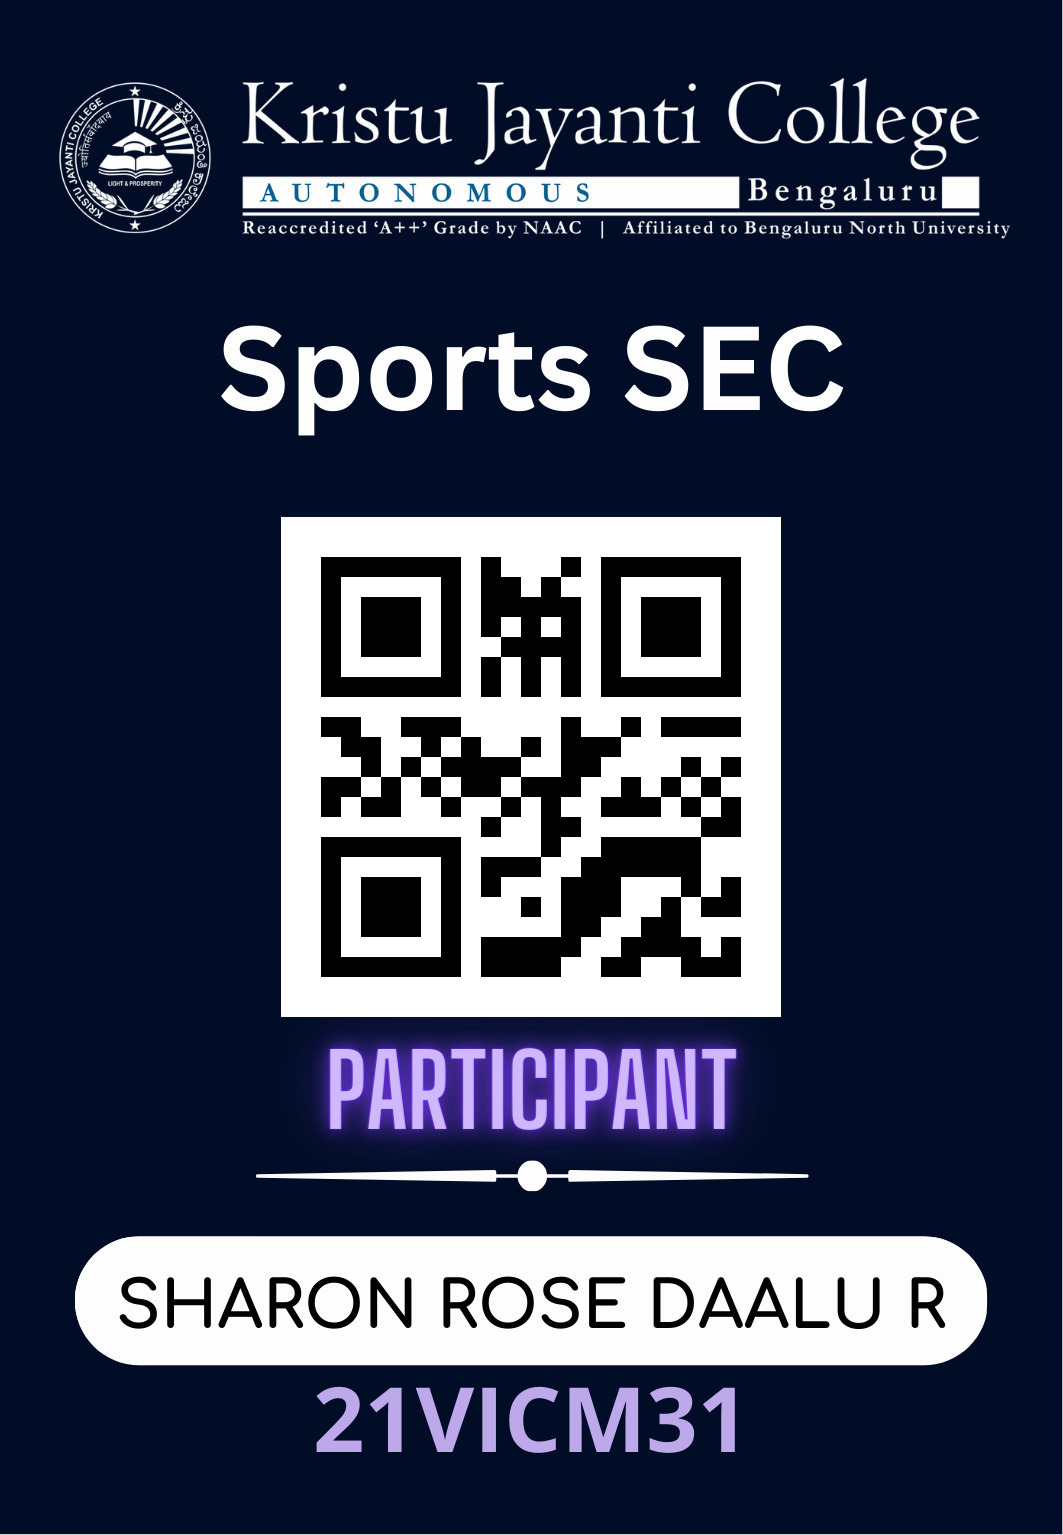 KRISTU JAYANTI COLLEGE
LIGHT & PROSPERITY
Kristu Jayanti College
AUTONOMOUS Bengaluru
Reaccredited ‘A++’ Grade by NAAC | Affiliated to Bengaluru North University
Sports SEC
PARTICIPANT
SHARON ROSE DAALU R
21VICM31